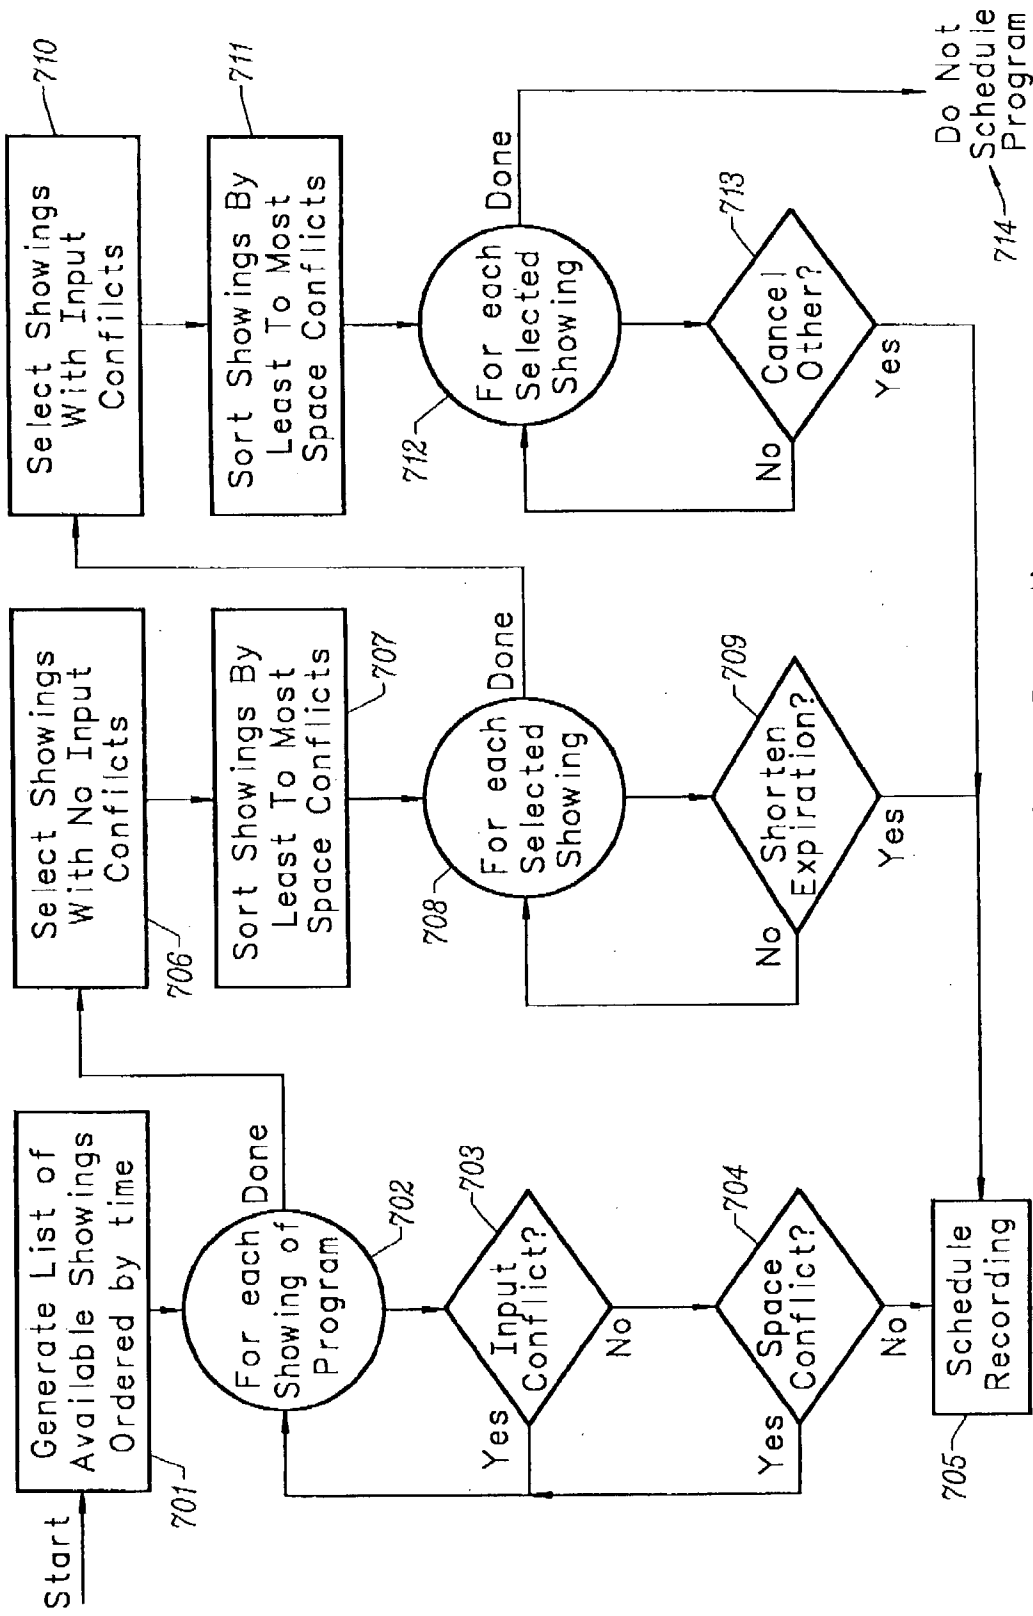 Start
Generate List of
Available Showings
Ordered by time
701
For each
Showing of
Program
Done
702
Input
Conflict?
703
Yes
No
Space
Conflict?
704
Yes
No
Schedule
Recording
705
Select Showings
With No Input
Confilcts
706
Sort Showings By
Least To Most
Space Conflicts
707
For each
Selected
Showing
Done
708
Shorten
Expiration?
709
No
Yes
Select Showings
With Input
Confilcts
710
Sort Showings By
Least To Most
Space Conflicts
711
For each
Selected
Showing
Done
712
Cancel
Other?
713
No
Yes
Do Not
Schedule
Program
714